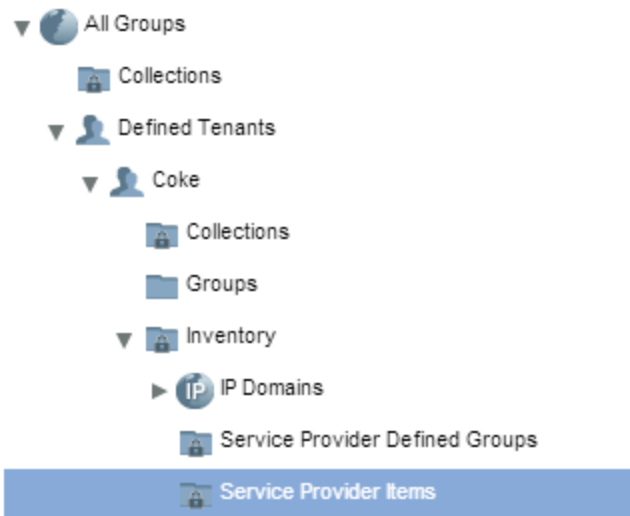 All Groups
Collections
Defined Tenants
Coke
Collections
Groups
Inventory
IP IP Domains
Service Provider Defined Groups
Service Provider Items